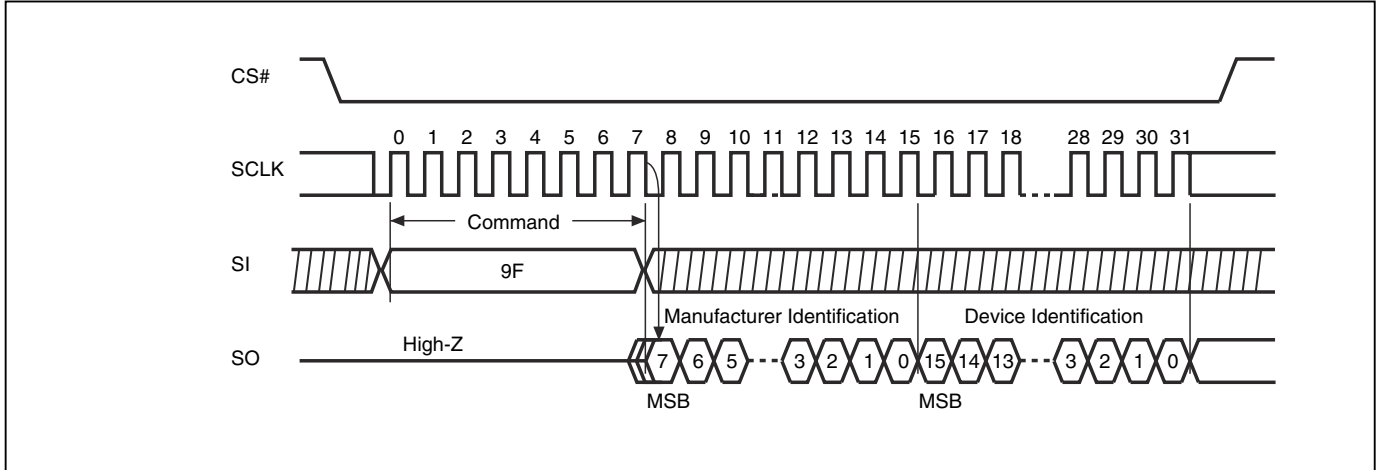 CS#
0 1 2 3 4 5 6 7 8 9 10 11 12 13 14 15 16 17 18 28 29 30 31
SCLK
Command
SI
9F
Manufacturer Identification Device Identification
High-Z
SO
7 6 5 3 2 1 0 15 14 13 3 2 1 0
MSB MSB